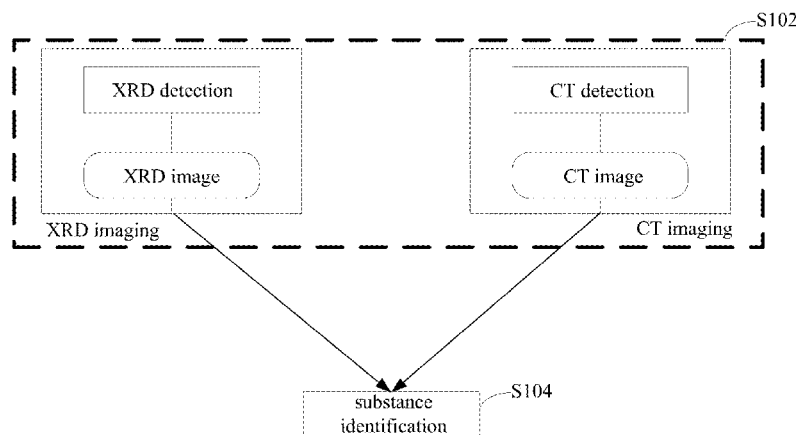 S102
XRD detection
CT detection
XRD image
CT image
XRD imaging
CT imaging
substance
identification
S104